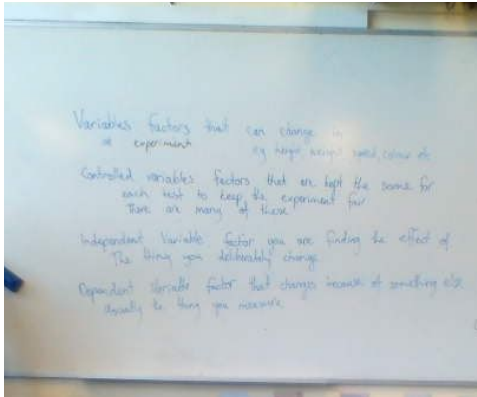 Variables factors that can change in
an experiment eg height, weight, speed, colour etc
Controlled variables factors that are kept the same for
each test to keep the experiment fair
There are many of these
Independent Variable factor you are finding the effect of
The thing you deliberately change
Dependent Variable factor that changes because of something else
Usually the thing you measure